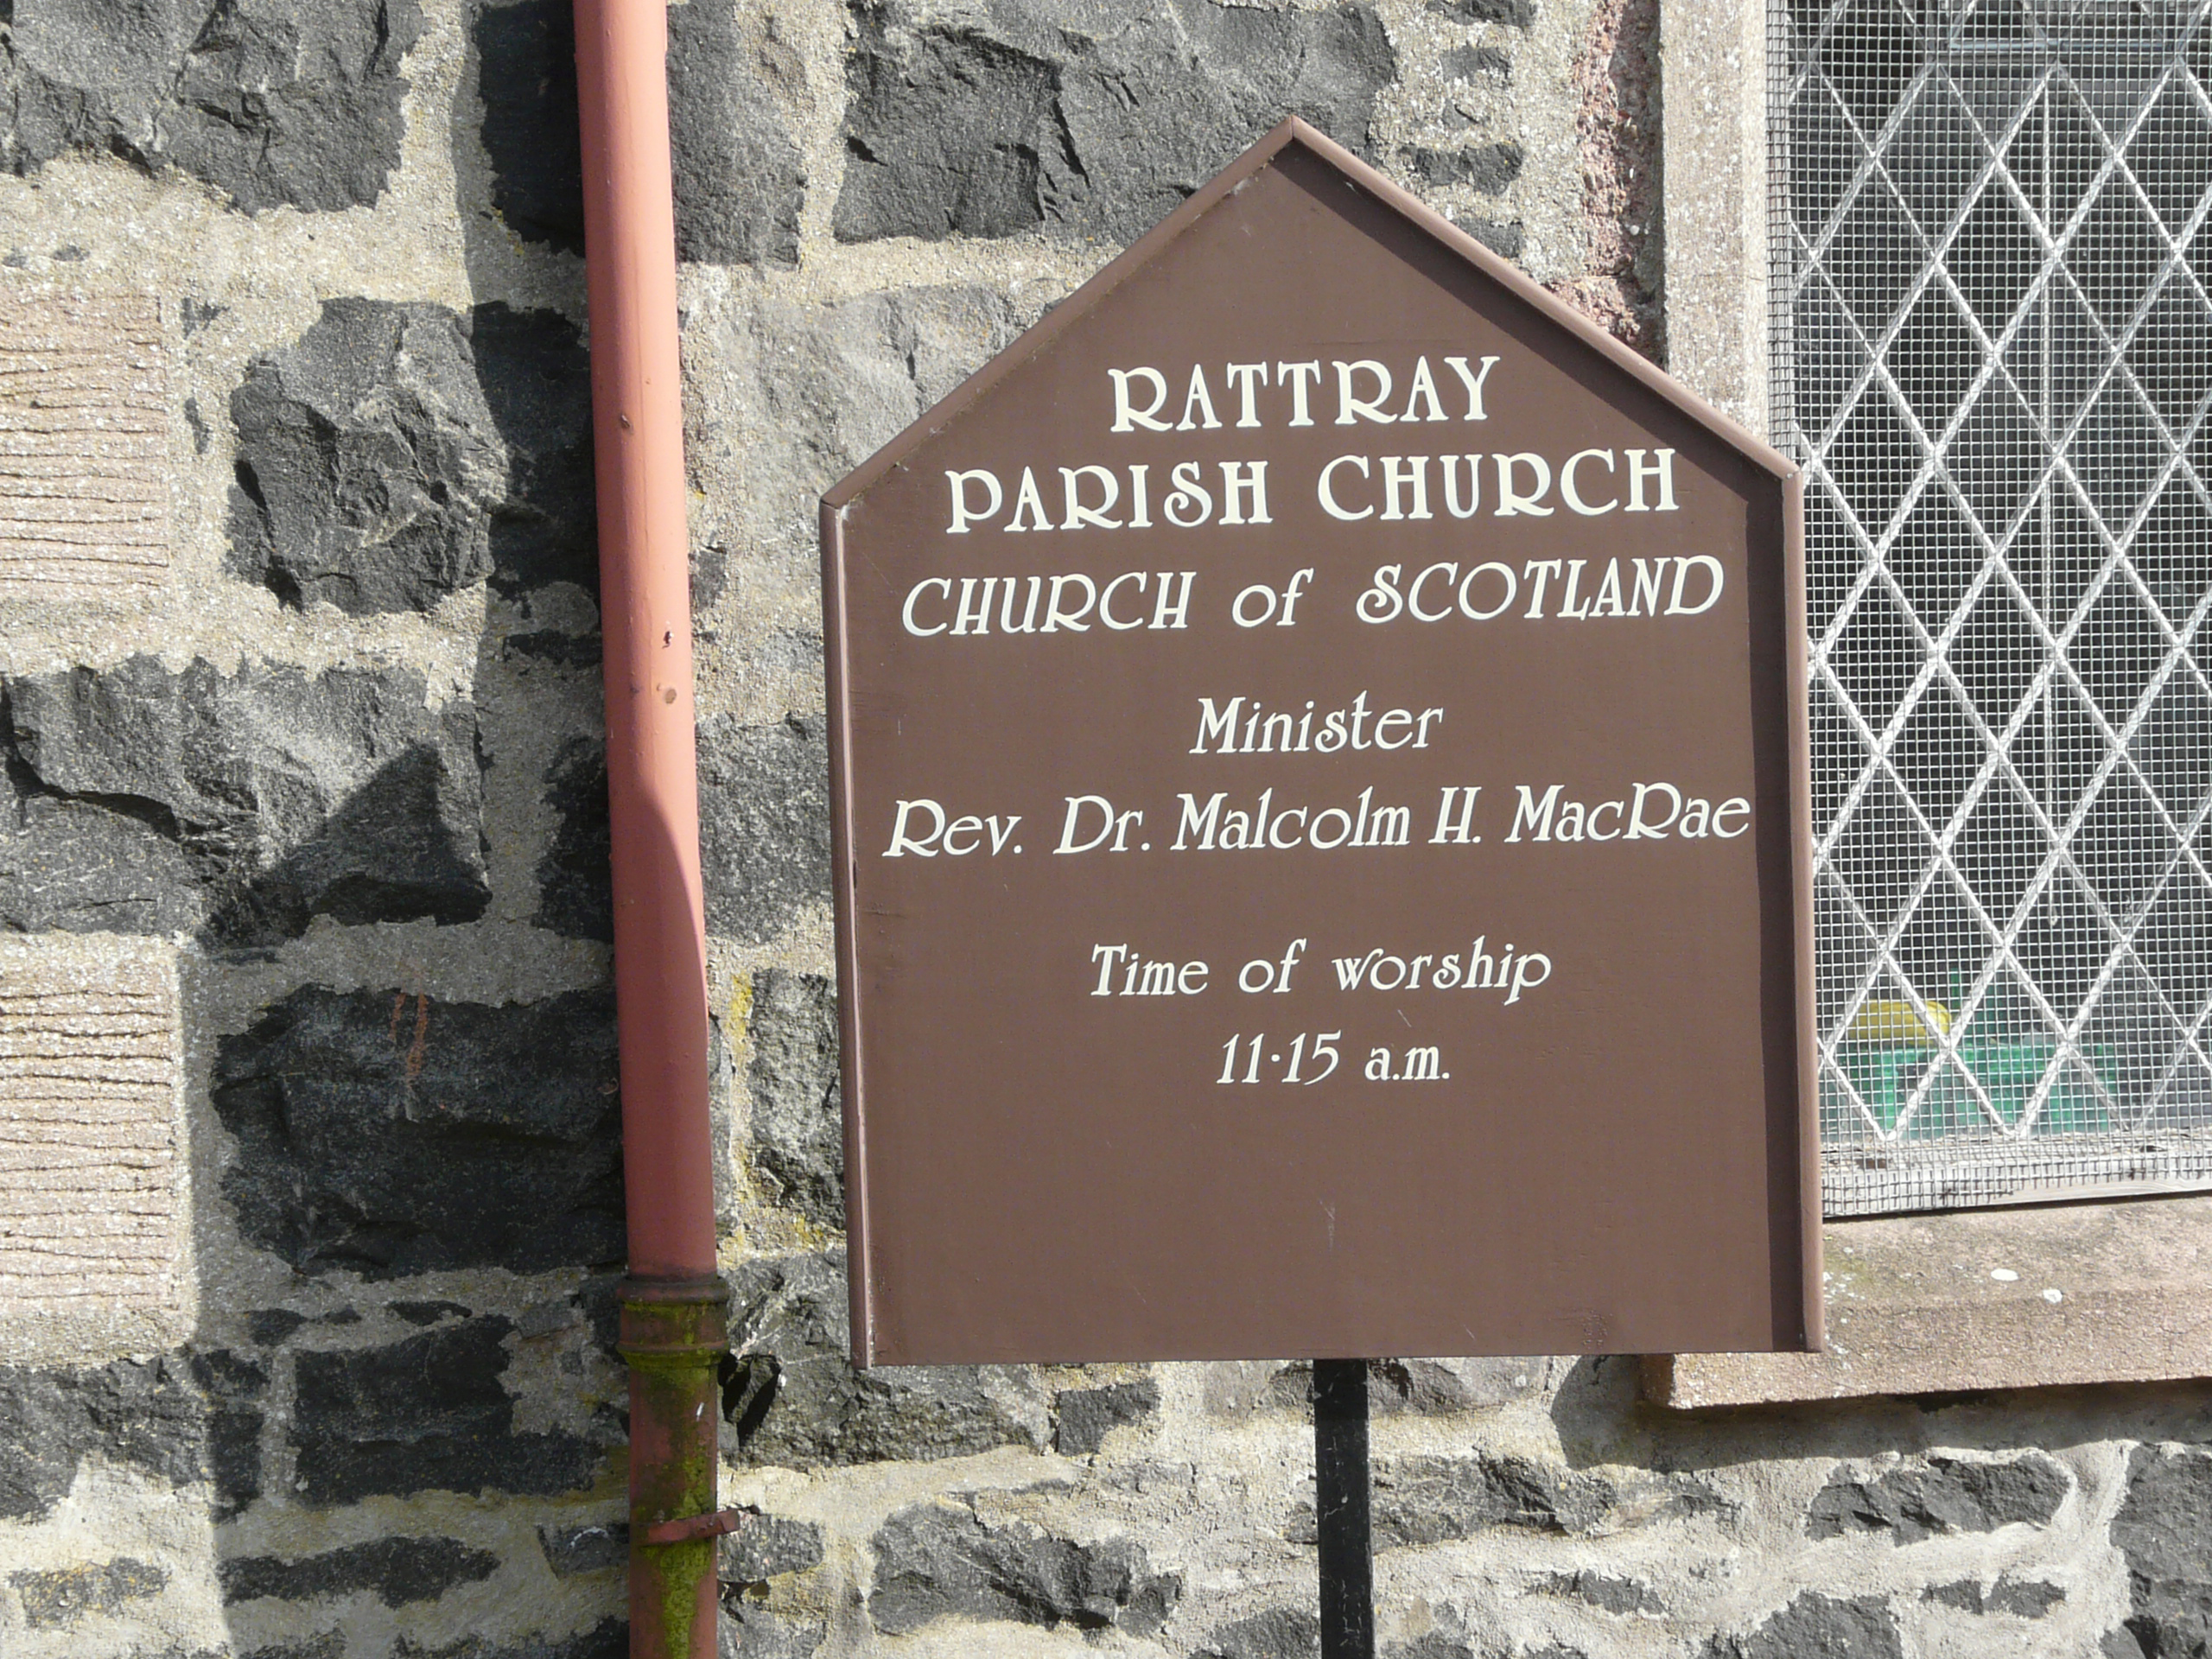 RATTRAY
PARISH CHURCH
CHURCH of SCOTLAND
Minister
Rev. Dr. Malcolm H. MacRae
Time of worship
11·15 a.m.